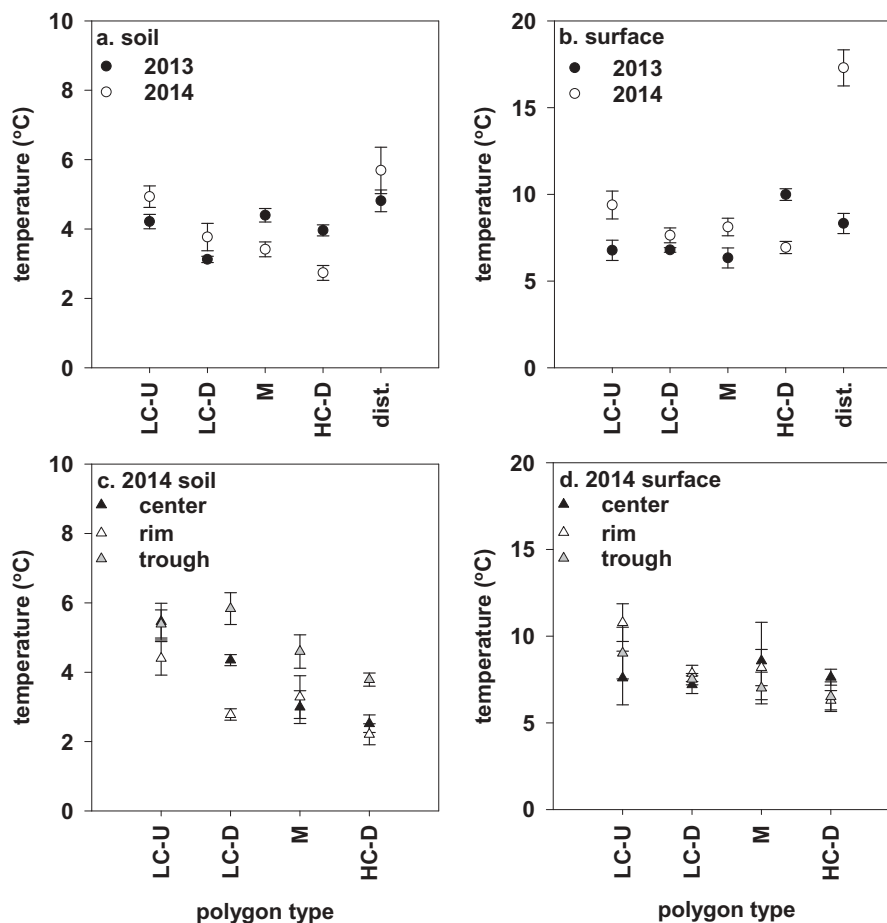 a. soil
2013
2014
temperature (°C)
10
8
6
4
2
0
LC-U
LC-D
M
HC-D
dist.
b. surface
2013
2014
temperature (°C)
20
15
10
5
0
LC-U
LC-D
M
HC-D
dist.
c. 2014 soil
center
rim
trough
temperature (°C)
10
8
6
4
2
0
LC-U
LC-D
M
HC-D
polygon type
d. 2014 surface
center
rim
trough
temperature (°C)
20
15
10
5
0
LC-U
LC-D
M
HC-D
polygon type